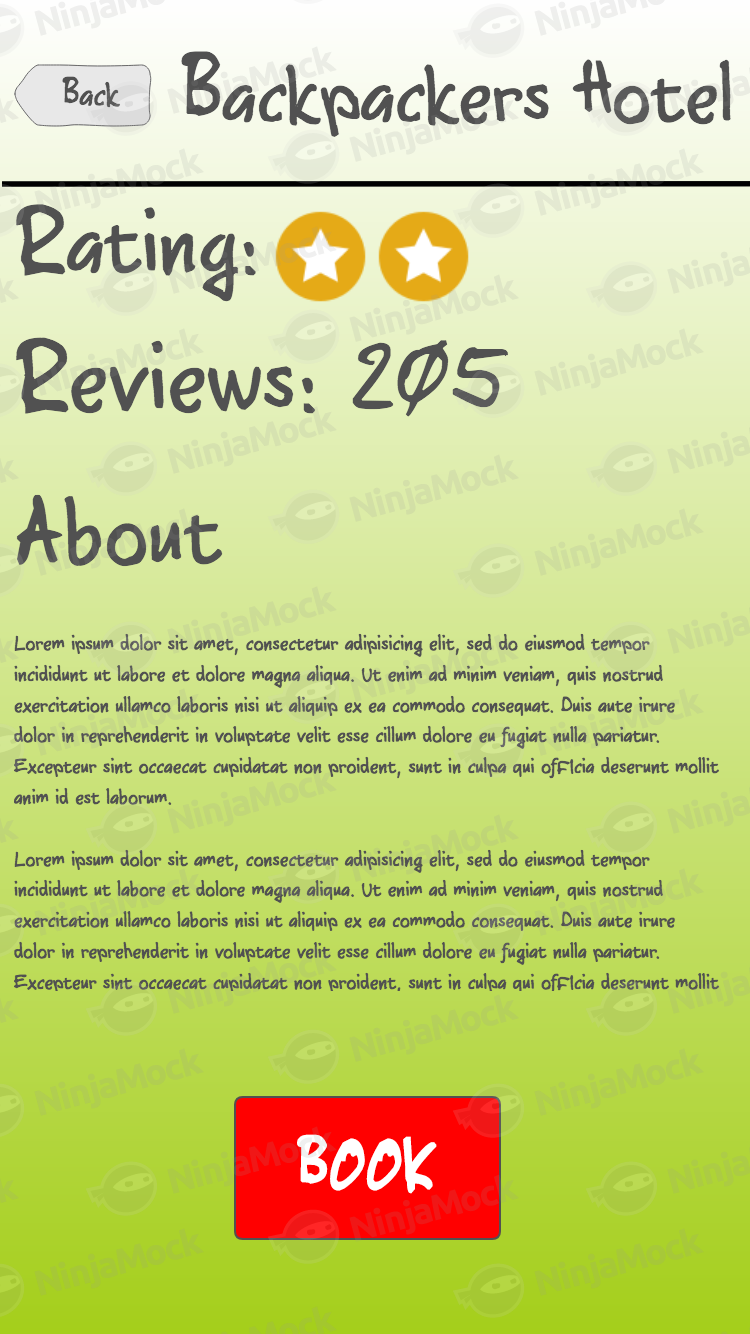 Back
Backpackers Hotel
Rating:
Reviews: 205
About
Lorem ipsum dolor sit amet, consectetur adipisicing elit, sed do eiusmod tempor
incididunt ut labore et dolore magna aliqua. Ut enim ad minim veniam, quis nostrud
exercitation ullamco laboris nisi ut aliquip ex ea commodo consequat. Duis aute irure
dolor in reprehenderit in voluptate velit esse cillum dolore eu fugiat nulla pariatur.
Excepteur sint occaecat cupidatat non proident, sunt in culpa qui officia deserunt mollit
anim id est laborum.
Lorem ipsum dolor sit amet, consectetur adipisicing elit, sed do eiusmod tempor
incididunt ut labore et dolore magna aliqua. Ut enim ad minim veniam, quis nostrud
exercitation ullamco laboris nisi ut aliquip ex ea commodo consequat. Duis aute irure
dolor in reprehenderit in voluptate velit esse cillum dolore eu fugiat nulla pariatur.
Excepteur sint occaecat cupidatat non proident, sunt in culpa qui officia deserunt mollit
BOOK
NinjaMock